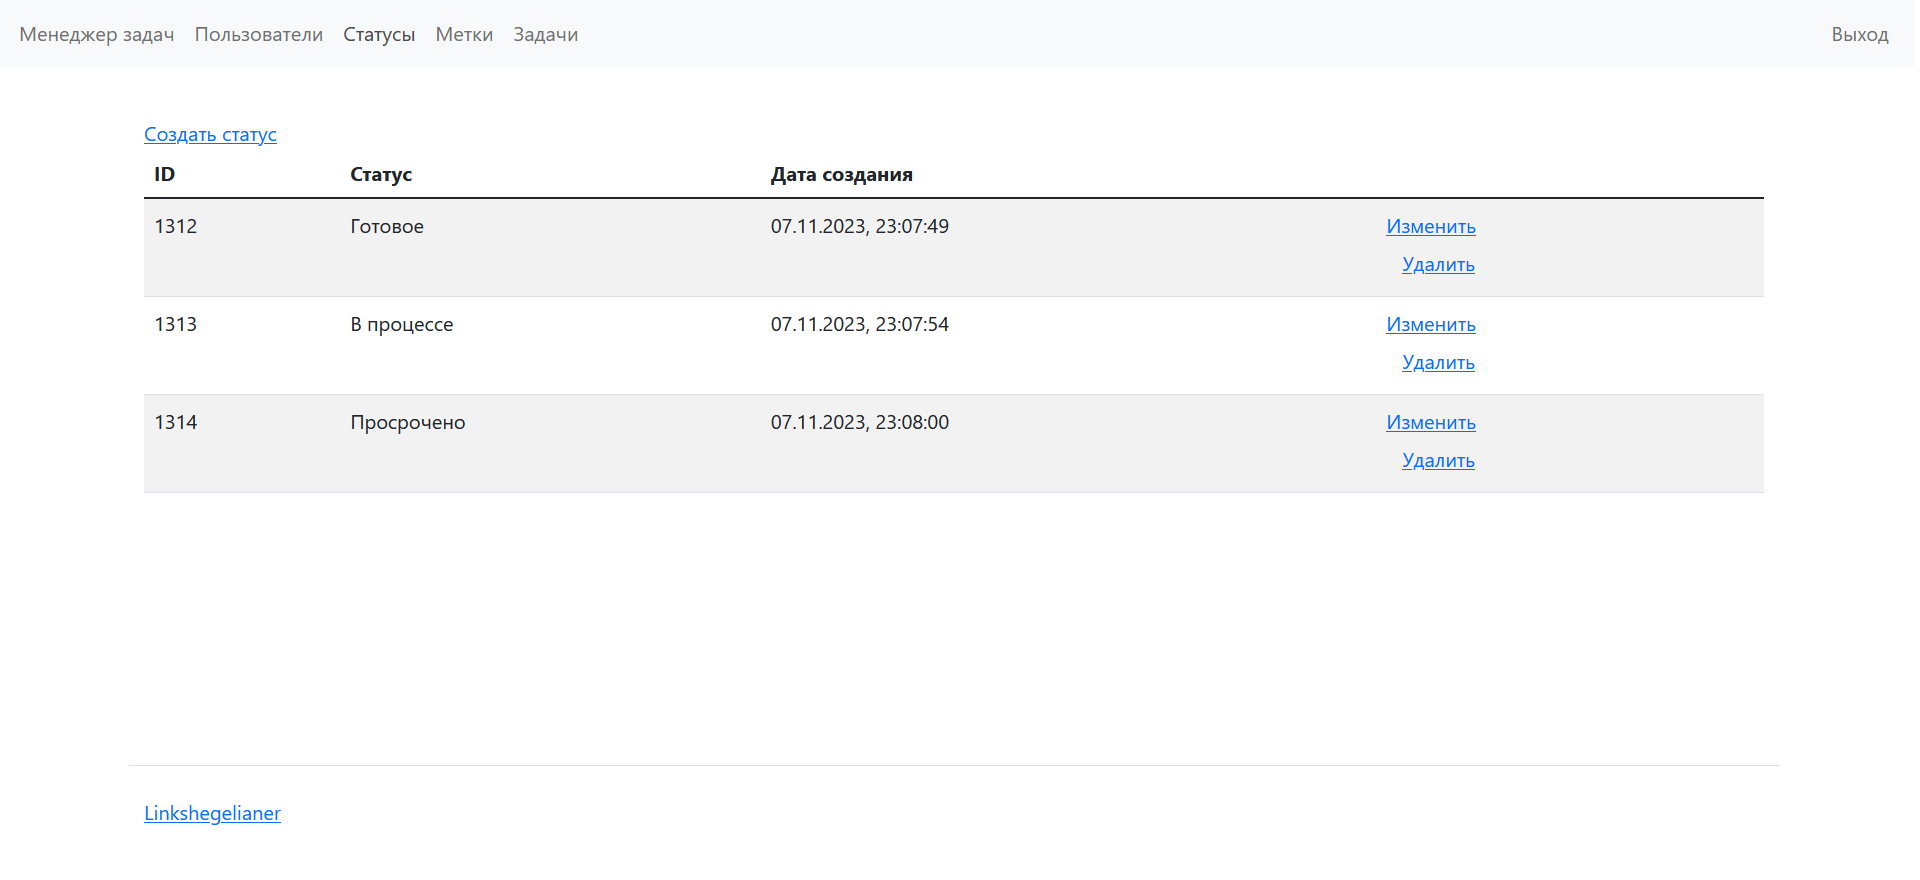 Менеджер задач Пользователи Статусы Метки Задачи Выход
Создать статус
ID Статус Дата создания
1312 Готовое 07.11.2023, 23:07:49 Изменить
Удалить
1313 В процессе 07.11.2023, 23:07:54 Изменить
Удалить
1314 Просрочено 07.11.2023, 23:08:00 Изменить
Удалить
Linkshegelianer